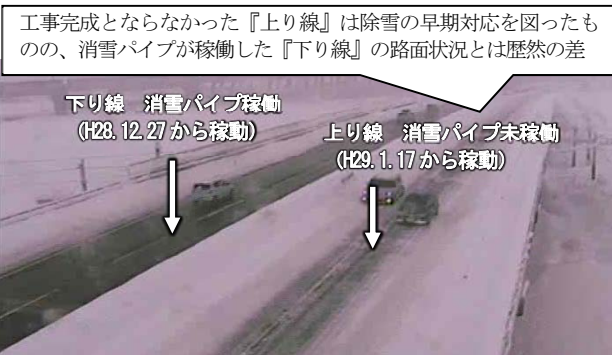 工事完成とならなかった『上り線』は除雪の早期対応を図ったも
のの、消雪パイプが稼働した『下り線』の路面状況とは歴然の差
下り線　消雪パイプ稼働
(H28.12.27から稼動)
上り線　消雪パイプ未稼働
(H29.1.17から稼動)